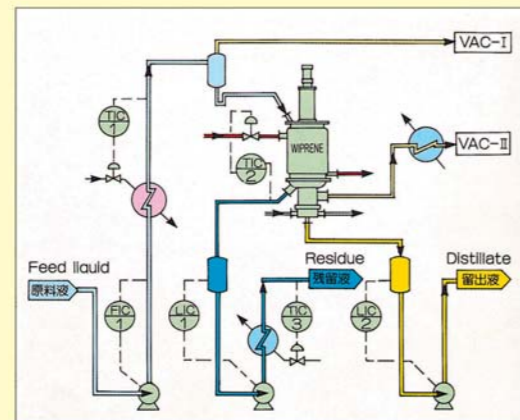 VAC-I
TIC
1
WIPRENE
TIC
2
VAC-II
Feed liquid
原料液
FIC
1
LIC
1
Residue
残留液
TIC
3
LIC
2
Distillate
留出液